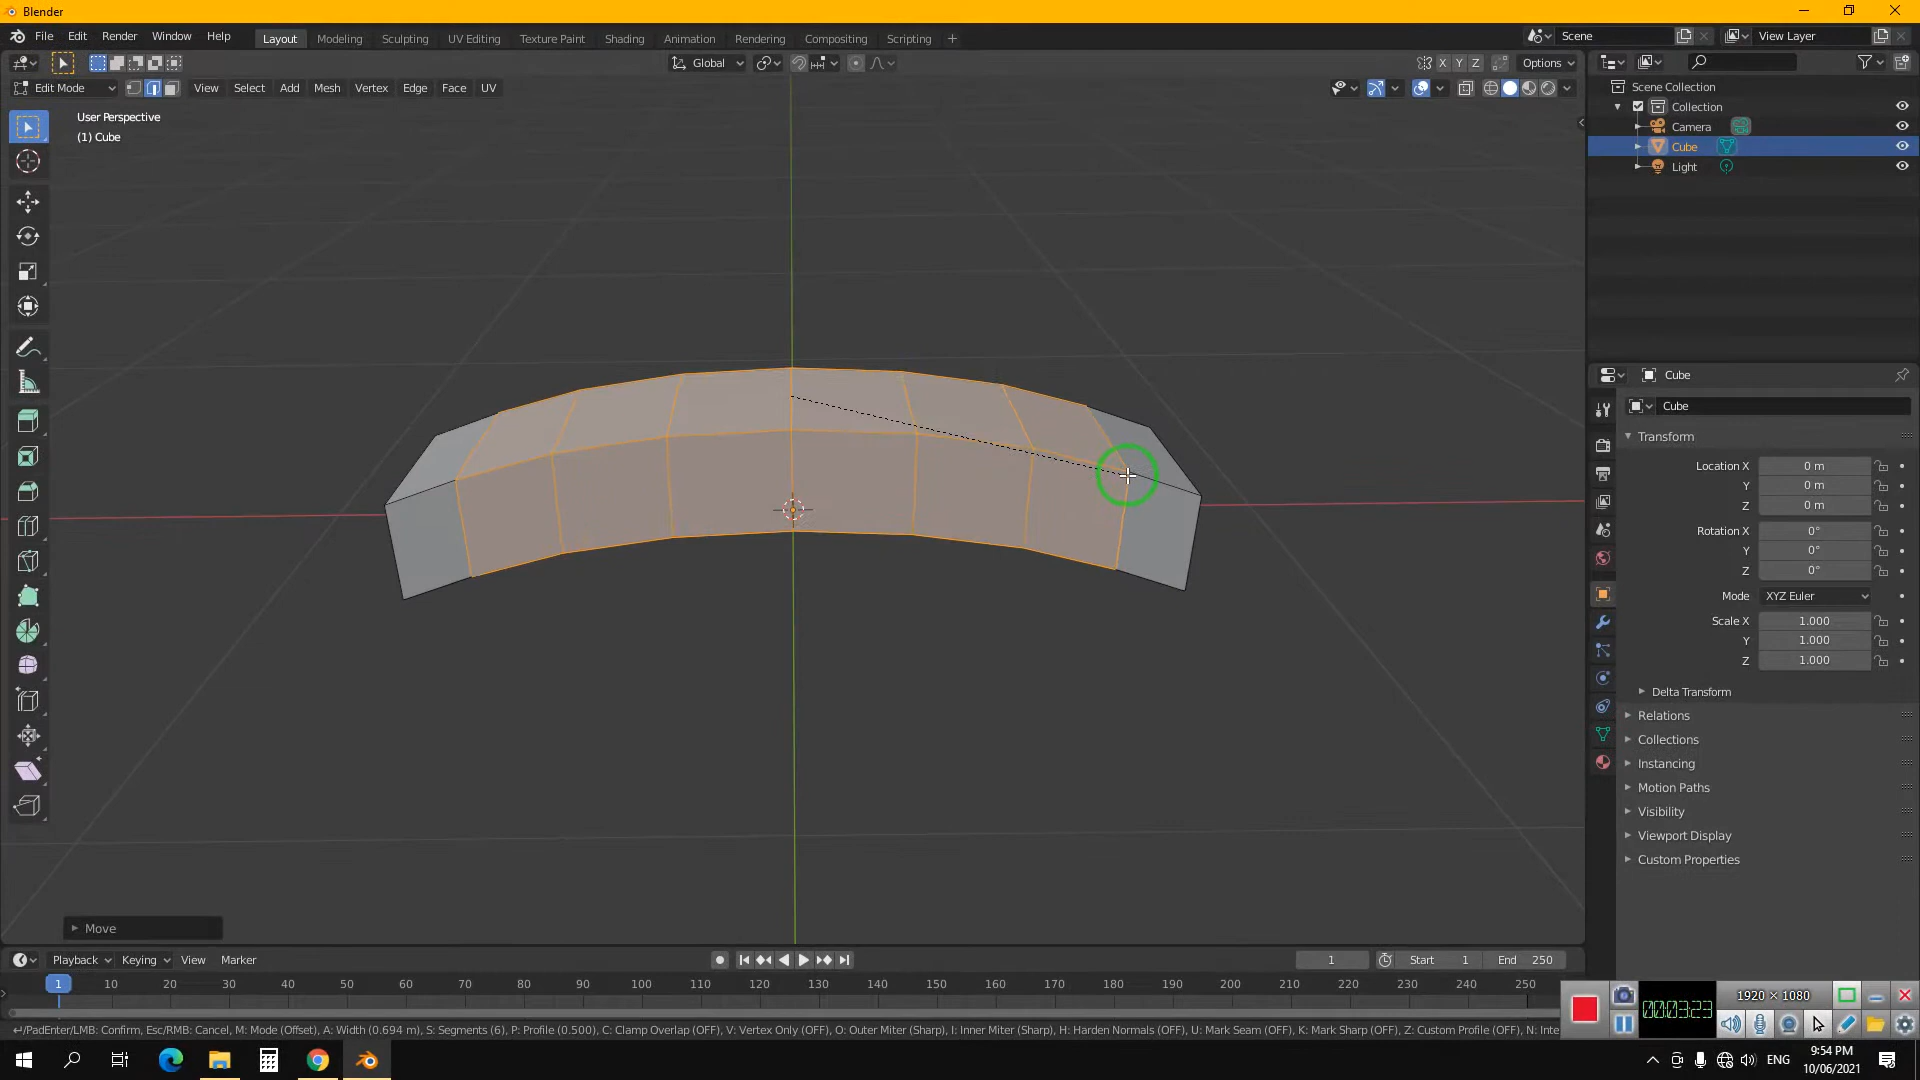 Blender
File Edit Render Window Help
Layout Modeling Sculpting UV Editing Texture Paint Shading Animation Rendering Compositing Scripting +
Scene
View Layer
Global
X Y Z Options
Edit Mode View Select Add Mesh Vertex Edge Face UV
User Perspective
(1) Cube
Scene Collection
Collection
Camera
Cube
Light
Cube
Cube
Transform
Location X 0 m
Y 0 m
Z 0 m
Rotation X 0°
Y 0°
Z 0°
Mode XYZ Euler
Scale X 1.000
Y 1.000
Z 1.000
Delta Transform
Relations
Collections
Instancing
Motion Paths
Visibility
Viewport Display
Custom Properties
Move
Playback Keying View Marker
1 Start 1 End 250
1 10 20 30 40 50 60 70 80 90 100 110 120 130 140 150 160 170 180 190 200 210 220 230 240 250
/PadEnter/LMB: Confirm, Esc/RMB: Cancel, M: Mode (Offset), A: Width (0.694 m), S: Segments (6), P: Profile (0.500), C: Clamp Overlap (OFF), V: Vertex Only (OFF), O: Outer Miter (Sharp), I: Inner Miter (Sharp), H: Harden Normals (OFF), U: Mark Seam (OFF), K: Mark Sharp (OFF), Z: Custom Profile (OFF), N: Inte
00:03:23
1920 × 1080
ENG
9:54 PM
10/06/2021